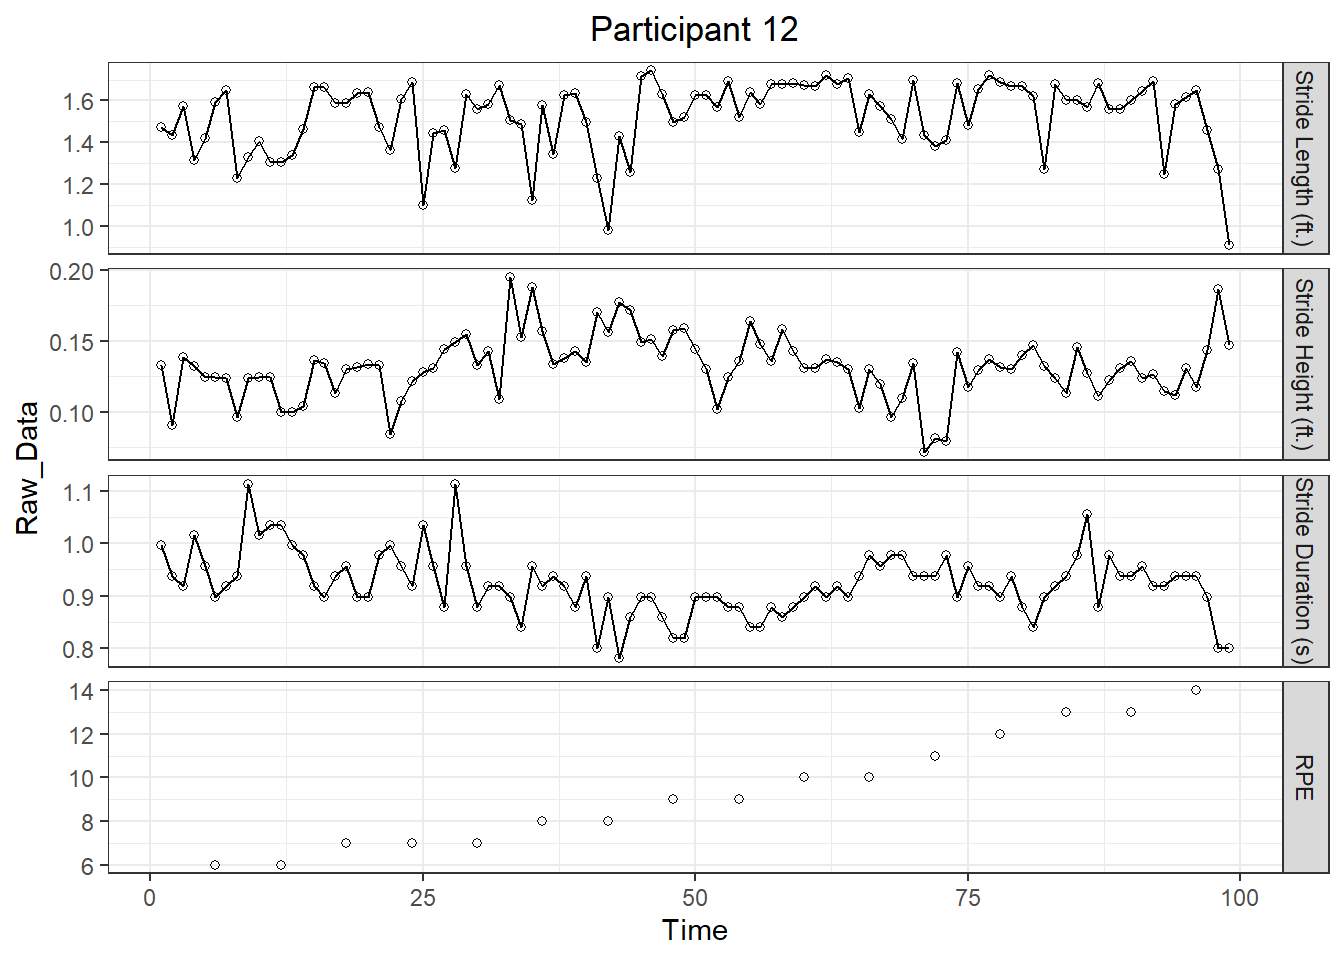 Participant 12
Raw_Data
1.6
1.4
1.2
1.0
Stride Length (ft.)
0.20
0.15
0.10
Stride Height (ft.)
1.1
1.0
0.9
0.8
Stride Duration (s)
14
12
10
8
6
RPE
0 25 50 75 100
Time